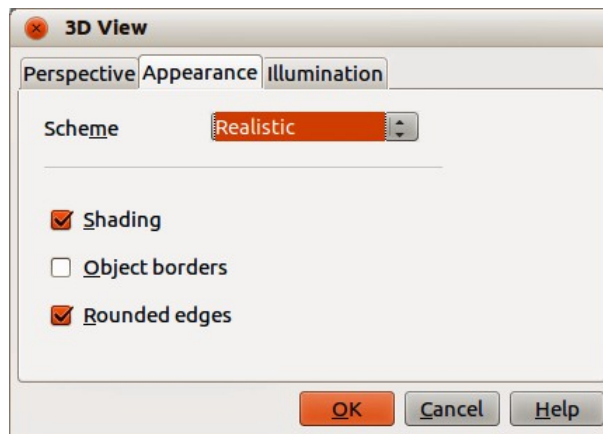 3D View
Perspective Appearance Illumination
Scheme Realistic
Shading
Object borders
Rounded edges
OK Cancel Help